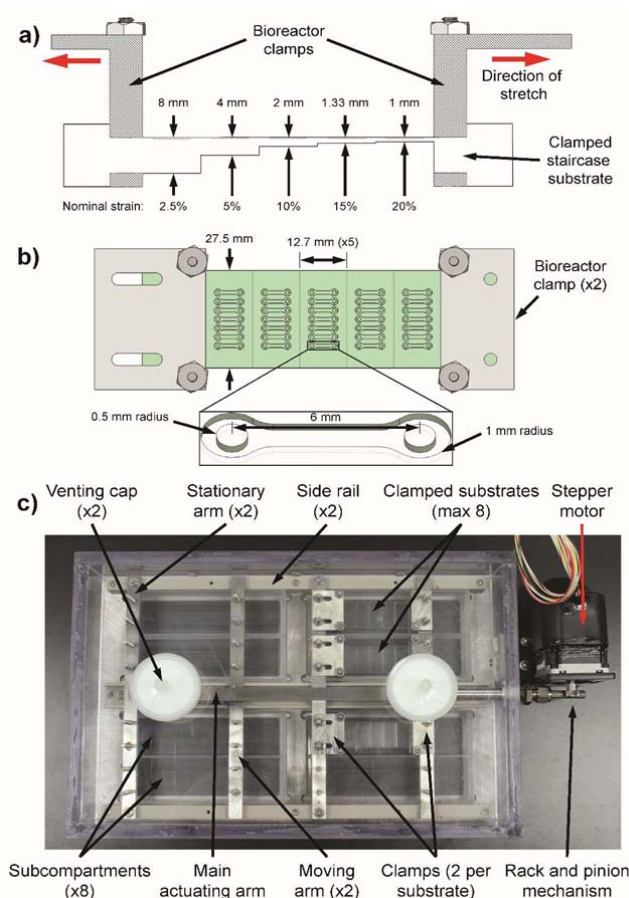 a)
Bioreactor
clamps
Direction of
stretch
8 mm
4 mm
2 mm
1.33 mm
1 mm
Clamped
staircase
substrate
Nominal strain:
2.5%
5%
10%
15%
20%
b)
27.5 mm
12.7 mm (x5)
Bioreactor
clamp (x2)
0.5 mm radius
6 mm
1 mm radius
c)
Venting cap
(x2)
Stationary
arm (x2)
Side rail
(x2)
Clamped substrates
(max 8)
Stepper
motor
Subcompartments
(x8)
Main
actuating arm
Moving
arm (x2)
Clamps (2 per
substrate)
Rack and pinion
mechanism